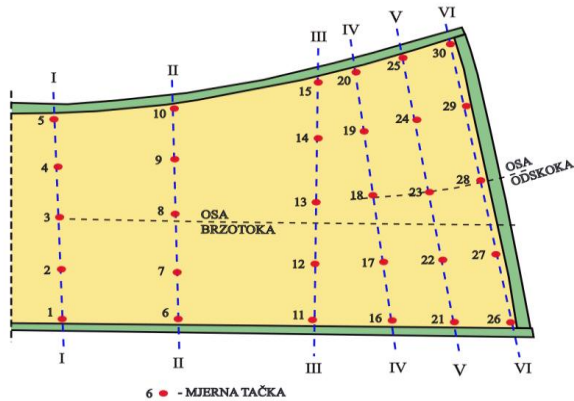 VI
V
IV
III
II
I
30
25
20
15
10
5
29
24
19
14
9
4
OSA
ODSKOKA
28
23
18
13
8
3
OSA
BRZOTOKA
27
22
17
12
7
2
26
21
16
11
6
1
I
II
III
IV
V
VI
6 - MJERNA TAČKA